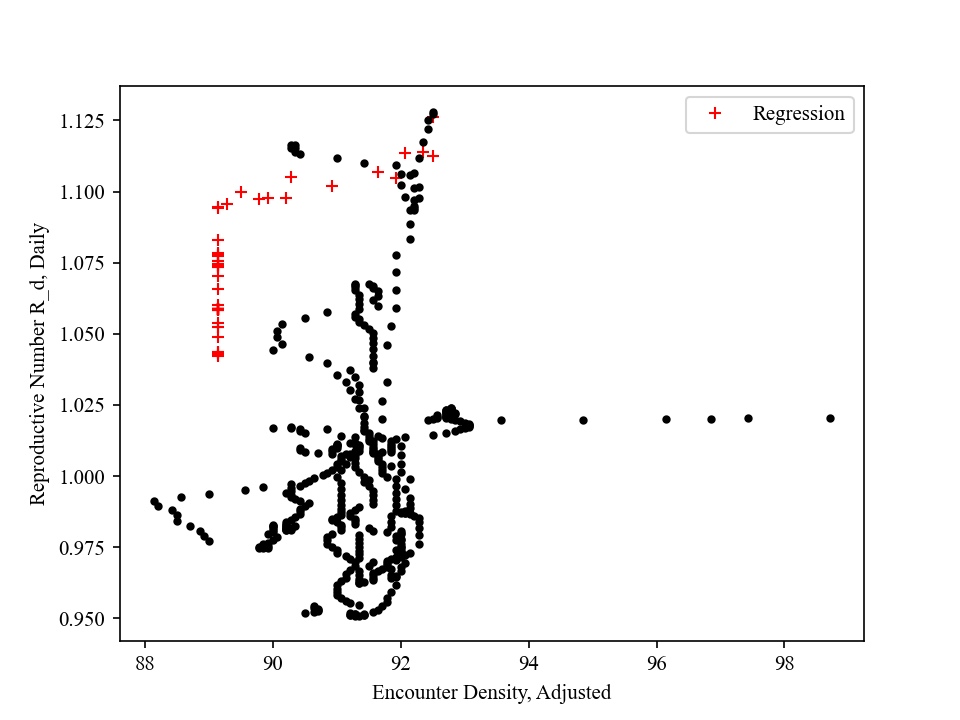 Regression
1.125
1.100
1.075
1.050
1.025
1.000
0.975
0.950
Reproductive Number R_d, Daily
88 90 92 94 96 98
Encounter Density, Adjusted